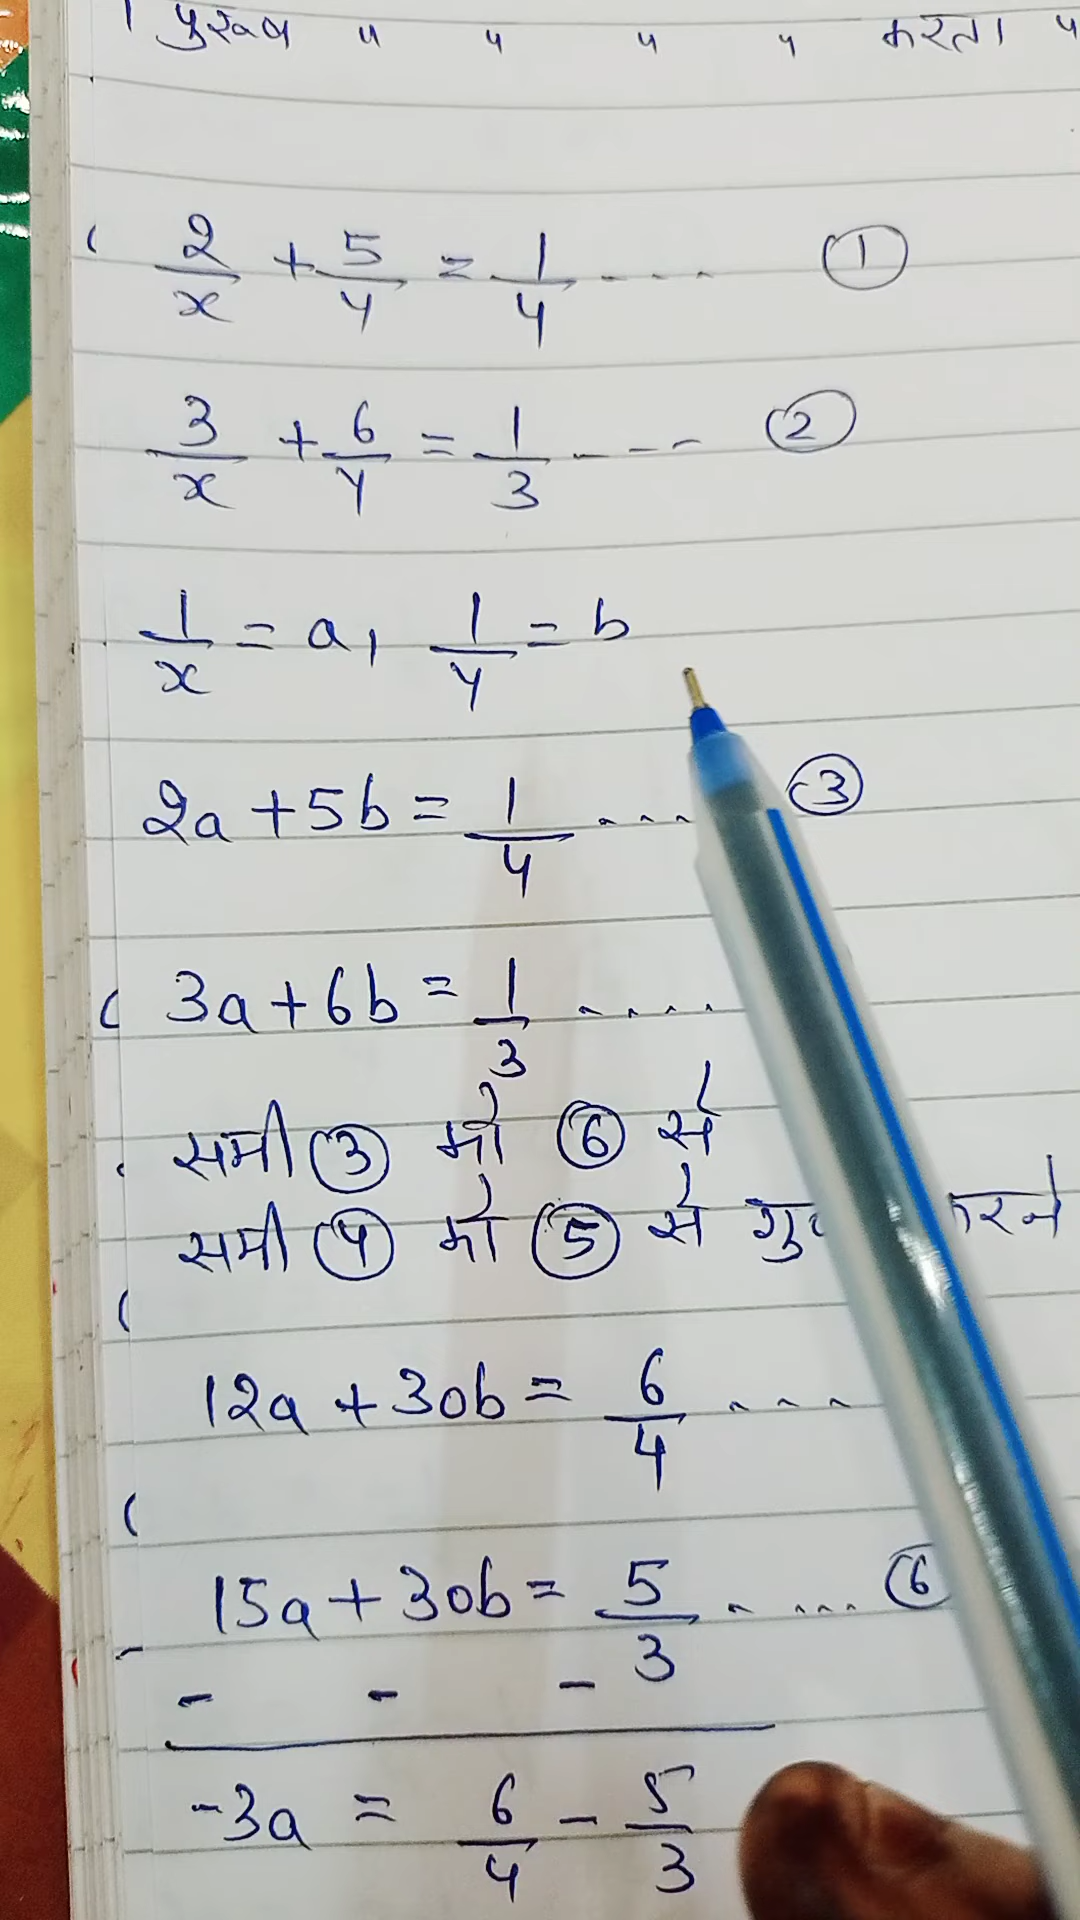 1 पुरुष " " " " करता "
2/x + 5/y = 1/4 --- ①
3/x + 6/y = 1/3 --- ②
1/x = a, 1/y = b
2a + 5b = 1/4 .... ③
3a + 6b = 1/3 ....
समी ③ को ⑥ से
समी ④ को ⑤ से करने
12a + 30b = 6/4 ...
15a + 30b = 5/3 .... ⑥
- - -
-3a = 6/4 - 5/3